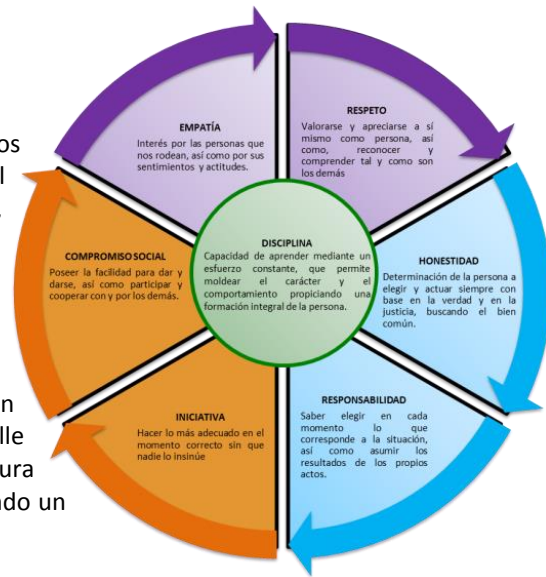 os
l
n
lle
ura
ndo un
EMPATÍA
Interés por las personas que
nos rodean, así como por sus
sentimientos y actitudes.
RESPETO
Valorarse y apreciarse a sí
mismo como persona, así
como, reconocer y
comprender tal y como son
los demás
HONESTIDAD
Determinación de la persona a
elegir y actuar siempre con
base en la verdad y en la
justicia, buscando el bien
común.
RESPONSABILIDAD
Saber elegir en cada
momento lo que
corresponde a la situación,
así como asumir los
resultados de los propios
actos.
INICIATIVA
Hacer lo más adecuado en el
momento correcto sin que
nadie lo insinúe
COMPROMISO SOCIAL
Poseer la facilidad para dar y
darse, así como participar y
cooperar con y por los demás.
DISCIPLINA
Capacidad de aprender mediante un
esfuerzo constante, que permite
moldear el carácter y el
comportamiento propiciando una
formación integral de la persona.